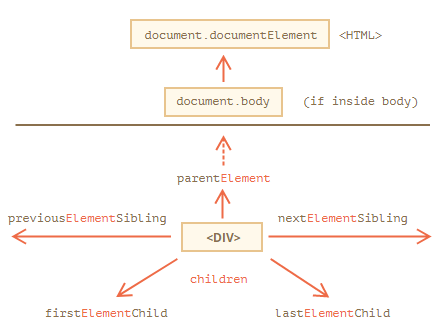 document.documentElement <HTML>
document.body (if inside body)
parentElement
previousElementSibling nextElementSibling
<DIV>
children
firstElementChild lastElementChild